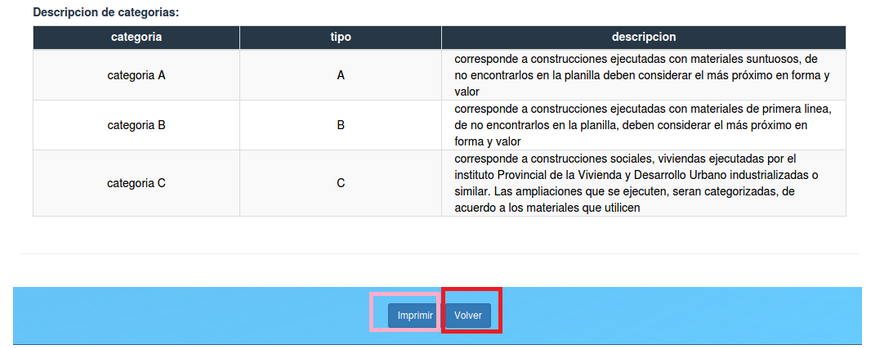 Descripcion de categorias:
categoria tipo descripcion
categoria A A corresponde a construcciones ejecutadas con materiales suntuosos, de
no encontrarlos en la planilla deben considerar el más próximo en forma y
valor
categoria B B corresponde a construcciones ejecutadas con materiales de primera linea,
de no encontrarlos en la planilla, deben considerar el más próximo en
forma y valor
categoria C C corresponde a construcciones sociales, viviendas ejecutadas por el
instituto Provincial de la Vivienda y Desarrollo Urbano industrializadas o
similar. Las ampliaciones que se ejecuten, seran categorizadas, de
acuerdo a los materiales que utilicen
Imprimir Volver